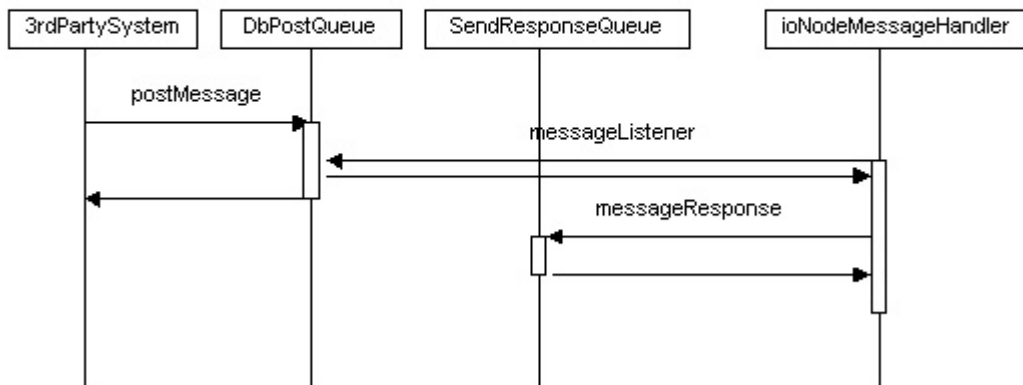 3rdPartySystem
DbPostQueue
SendResponseQueue
ioNodeMessageHandler
postMessage
messageListener
messageResponse